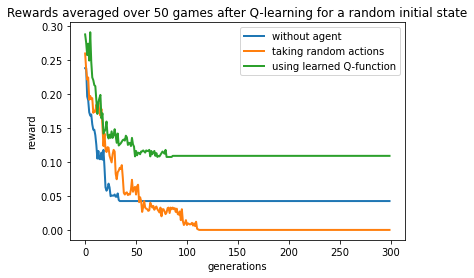 Rewards averaged over 50 games after Q-learning for a random initial state
0.30
0.25
0.20
0.15
0.10
0.05
0.00
reward
without agent
taking random actions
using learned Q-function
0
50
100
150
200
250
300
generations